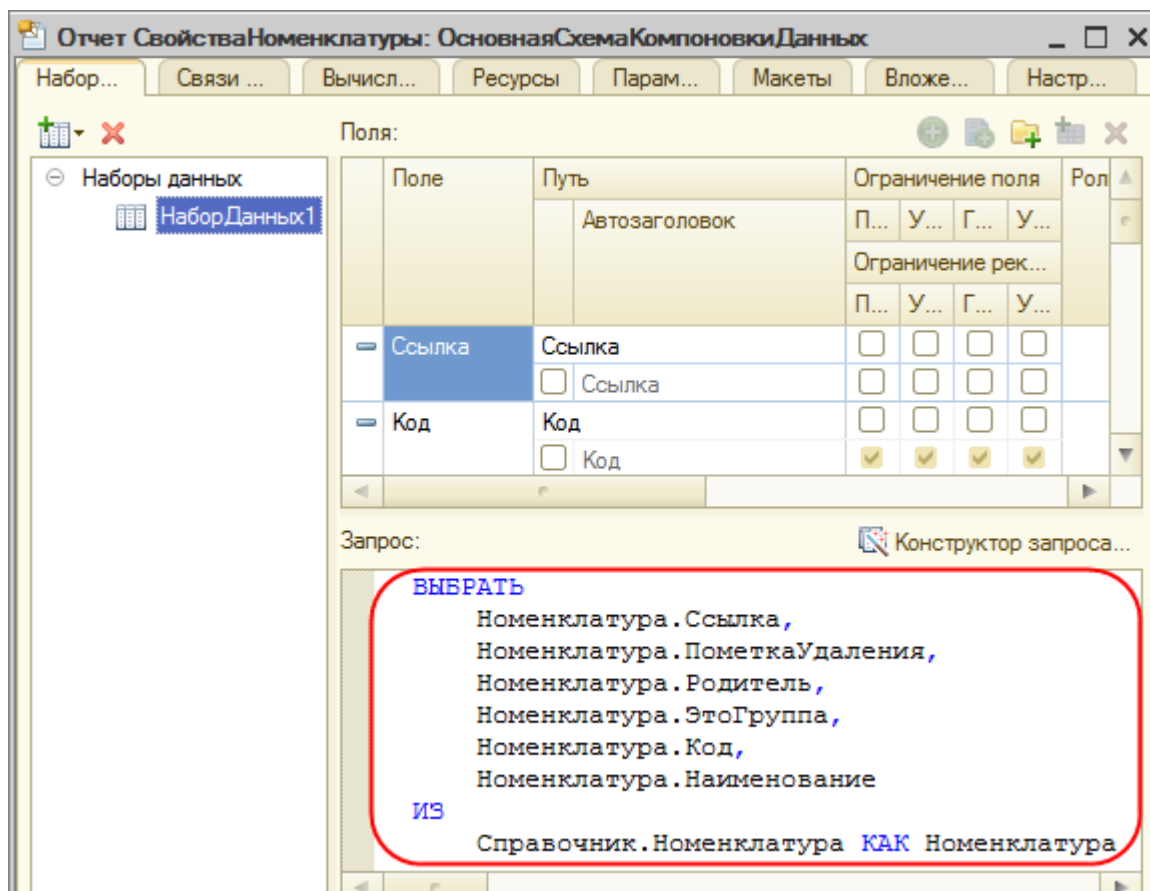 Отчет СвойстваНоменклатуры: ОсновнаяСхемаКомпоновкиДанных
Набор... Связи ... Вычисл... Ресурсы Парам... Макеты Вложе... Настр...
Поля:
Наборы данных
НаборДанных1
Поле Путь Ограничение поля Рол
Автозаголовок П... У... Г... У...
Ограничение рек...
П... У... Г... У...
Ссылка Ссылка
Ссылка
Код Код
Код
Запрос: Конструктор запроса...
ВЫБРАТЬ
Номенклатура.Ссылка,
Номенклатура.ПометкаУдаления,
Номенклатура.Родитель,
Номенклатура.ЭтоГруппа,
Номенклатура.Код,
Номенклатура.Наименование
ИЗ
Справочник.Номенклатура КАК Номенклатура